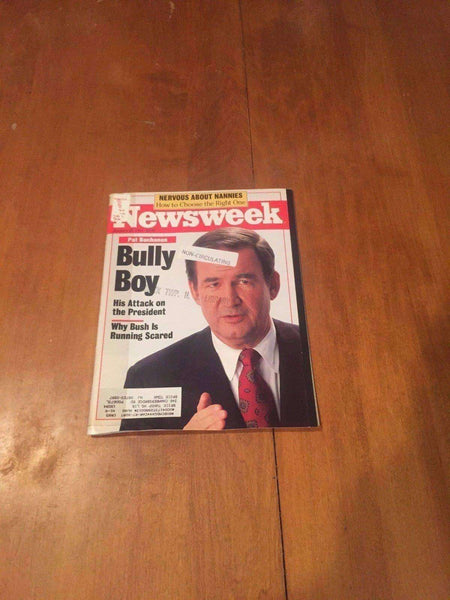 NERVOUS ABOUT NANNIES
How to Choose the Right One
Newsweek
Pat Buchanan
Bully
Boy
NON-CIRCULATING
His Attack on
the President
Why Bush Is
Running Scared